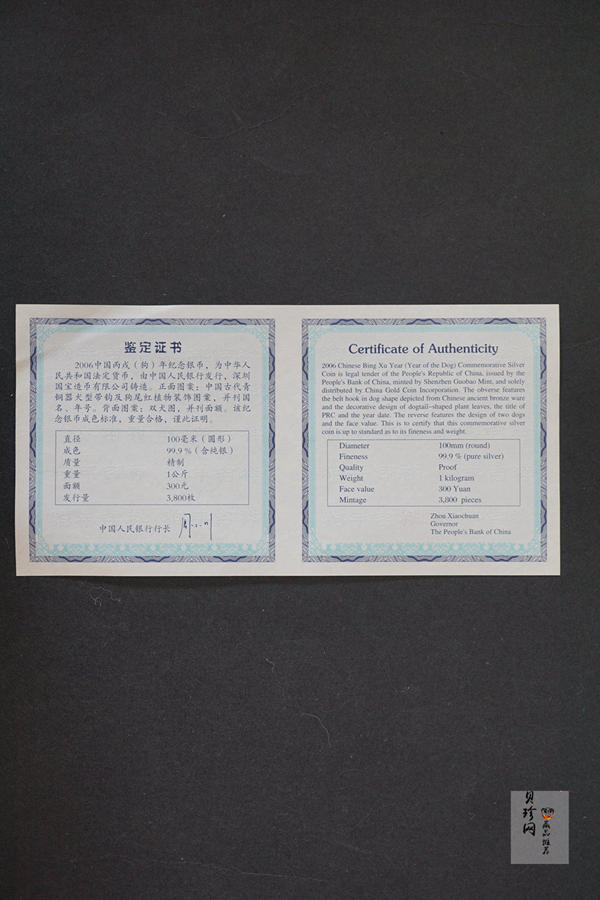 鉴定证书
2006中国丙戌（狗）年纪念银币，为中华人
民共和国法定货币，由中国人民银行发行，深圳
国宝造币有限公司铸造。正面图案：中国古代青
铜器犬型带钩及狗尾红植物装饰图案，并刊国
名、年号。背面图案：双犬图，并刊面额。该纪
念银币成色标准，重量合格，谨此证明。
直径 100毫米（圆形）
成色 99.9%（含纯银）
质量 精制
重量 1公斤
面额 300元
发行量 3,800枚
中国人民银行行长
Certificate of Authenticity
2006 Chinese Bing Xu Year (Year of the Dog) Commemorative Silver
Coin is legal tender of the People's Republic of China, issued by the
People's Bank of China, minted by Shenzhen Guobao Mint, and solely
distributed by China Gold Coin Incorporation. The obverse features
the belt hook in dog shape depicted from Chinese ancient bronze ware
and the decorative design of dogtail-shaped plant leaves, the title of
PRC and the year date. The reverse features the design of two dogs
and the face value. This is to certify that this commemorative silver
coin is up to standard as to its fineness and weight.
Diameter 100mm (round)
Fineness 99.9 % (pure silver)
Quality Proof
Weight 1 kilogram
Face value 300 Yuan
Mintage 3,800 pieces
Zhou Xiaochuan
Governor
The People's Bank of China
贝珍网
藏品推荐